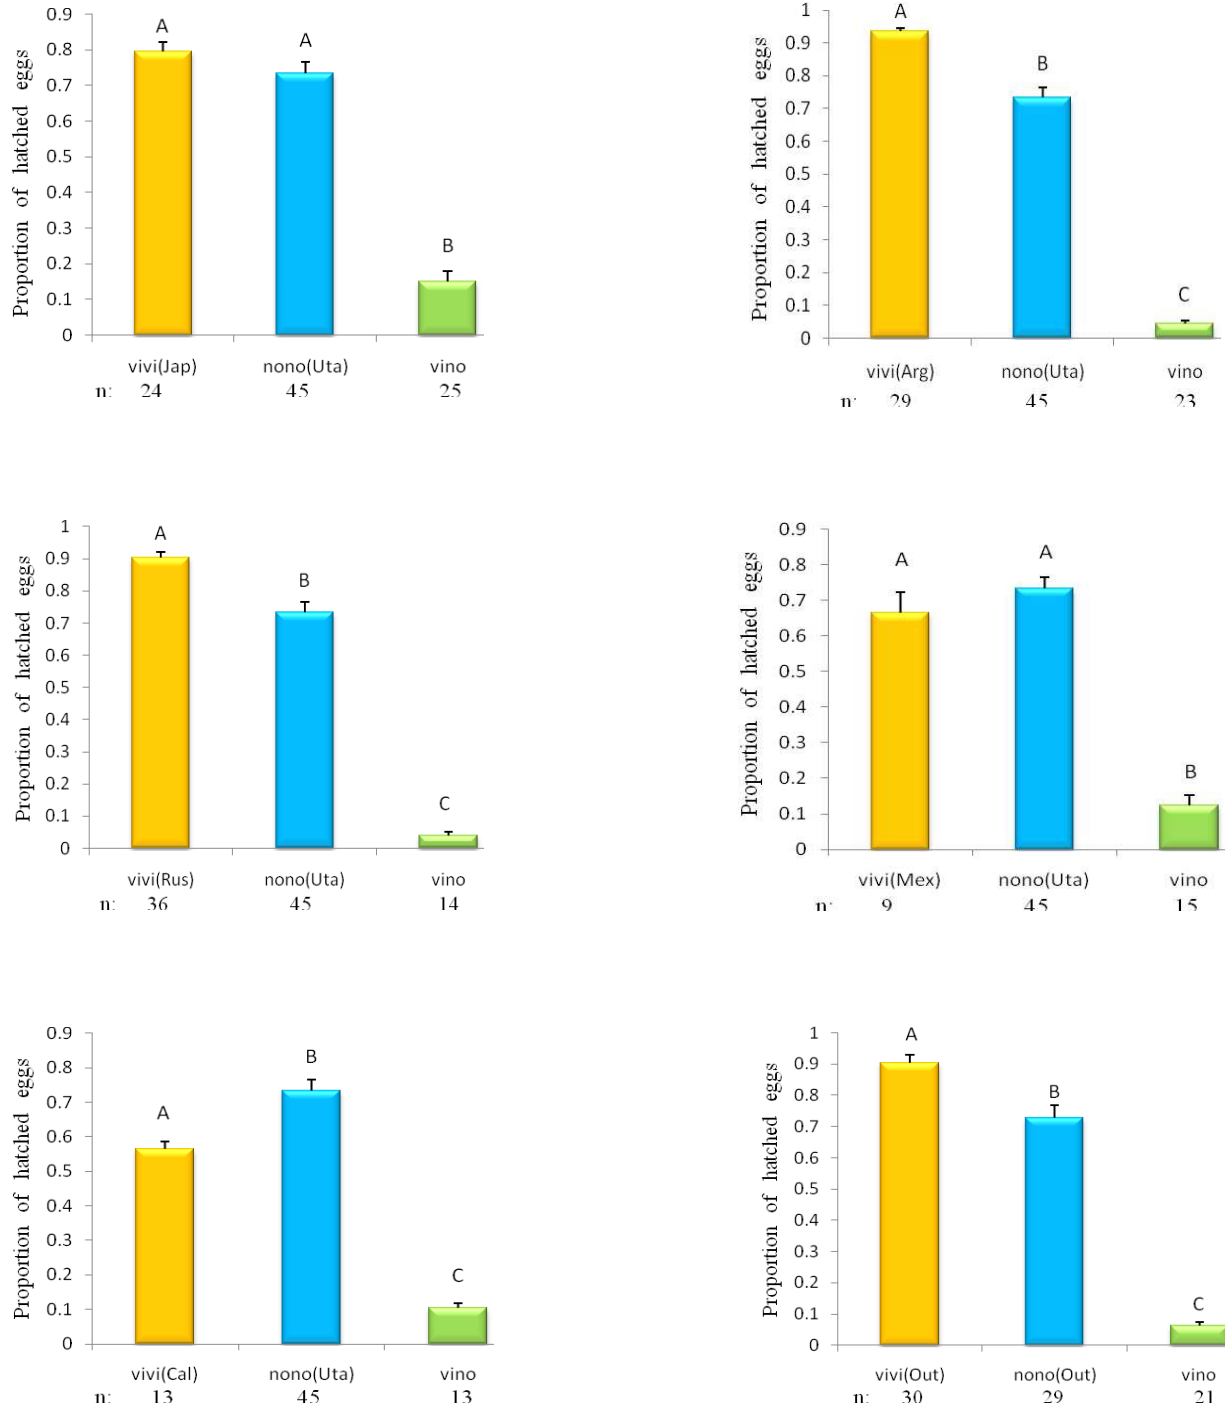 Proportion of hatched eggs
0.9
0.8
0.7
0.6
0.5
0.4
0.3
0.2
0.1
0
A
A
B
vivi(Jap) nono(Uta) vino
n: 24 45 25
Proportion of hatched eggs
1
0.9
0.8
0.7
0.6
0.5
0.4
0.3
0.2
0.1
0
A
B
C
vivi(Arg) nono(Uta) vino
n: 29 45 23
Proportion of hatched eggs
1
0.9
0.8
0.7
0.6
0.5
0.4
0.3
0.2
0.1
0
A
B
C
vivi(Rus) nono(Uta) vino
n: 36 45 14
Proportion of hatched eggs
0.9
0.8
0.7
0.6
0.5
0.4
0.3
0.2
0.1
0
A
A
B
vivi(Mex) nono(Uta) vino
n: 9 45 15
Proportion of hatched eggs
0.9
0.8
0.7
0.6
0.5
0.4
0.3
0.2
0.1
0
A
B
C
vivi(Cal) nono(Uta) vino
n: 13 45 13
Proportion of hatched eggs
1
0.9
0.8
0.7
0.6
0.5
0.4
0.3
0.2
0.1
0
A
B
C
vivi(Out) nono(Out) vino
n: 30 29 21